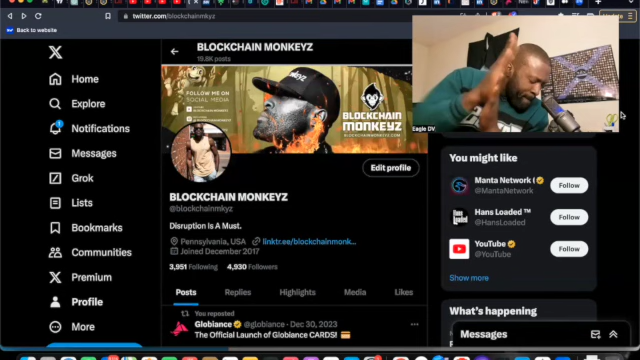 twitter.com/blockchainmkyz
Back to website
BLOCKCHAIN MONKEYZ
19.6K posts
Home
Explore
1
Notifications
Messages
Grok
Lists
Bookmarks
Communities
Premium
Profile
More
FOLLOW ME ON
SOCIAL MEDIA
BLOCKCHAIN
MONKEYZ
BLOCKCHAINMONKEYZ.COM
Edit profile
BLOCKCHAIN MONKEYZ
@blockchainmkyz
Disruption Is A Must.
Pennsylvania, USA linktr.ee/blockchainmonk...
Joined December 2017
3,951 Following 4,930 Followers
Posts Replies Highlights Media Likes
You reposted
Globiance @globiance · Dec 30, 2023
The Official Launch of Globiance CARDS!
Eagle DV
You might like
Manta Network (
@MantaNetwork
Follow
Hans Loaded ™
@HansLoaded
Follow
YouTube
@YouTube
Follow
Show more
What's happening
Messages